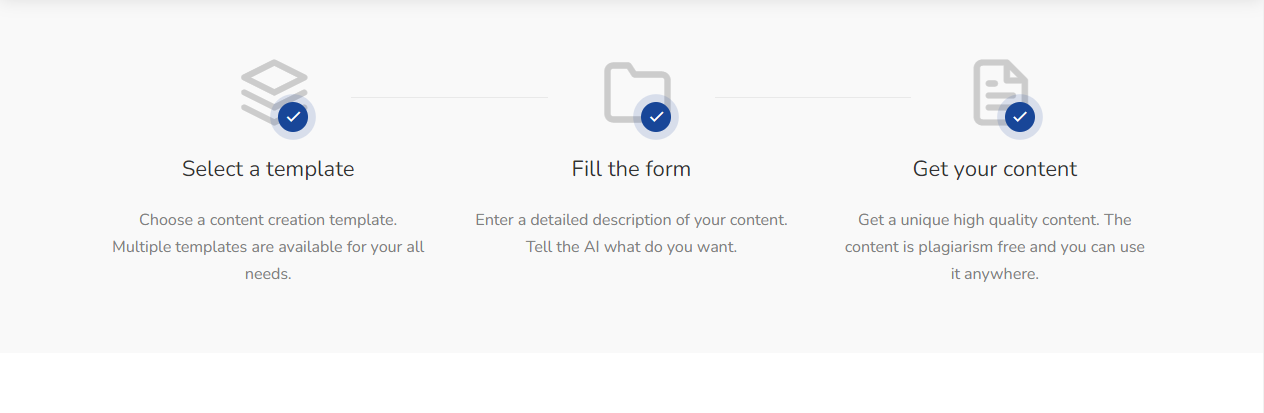 Select a template
Choose a content creation template.
Multiple templates are available for your all
needs.
Fill the form
Enter a detailed description of your content.
Tell the AI what do you want.
Get your content
Get a unique high quality content. The
content is plagiarism free and you can use
it anywhere.